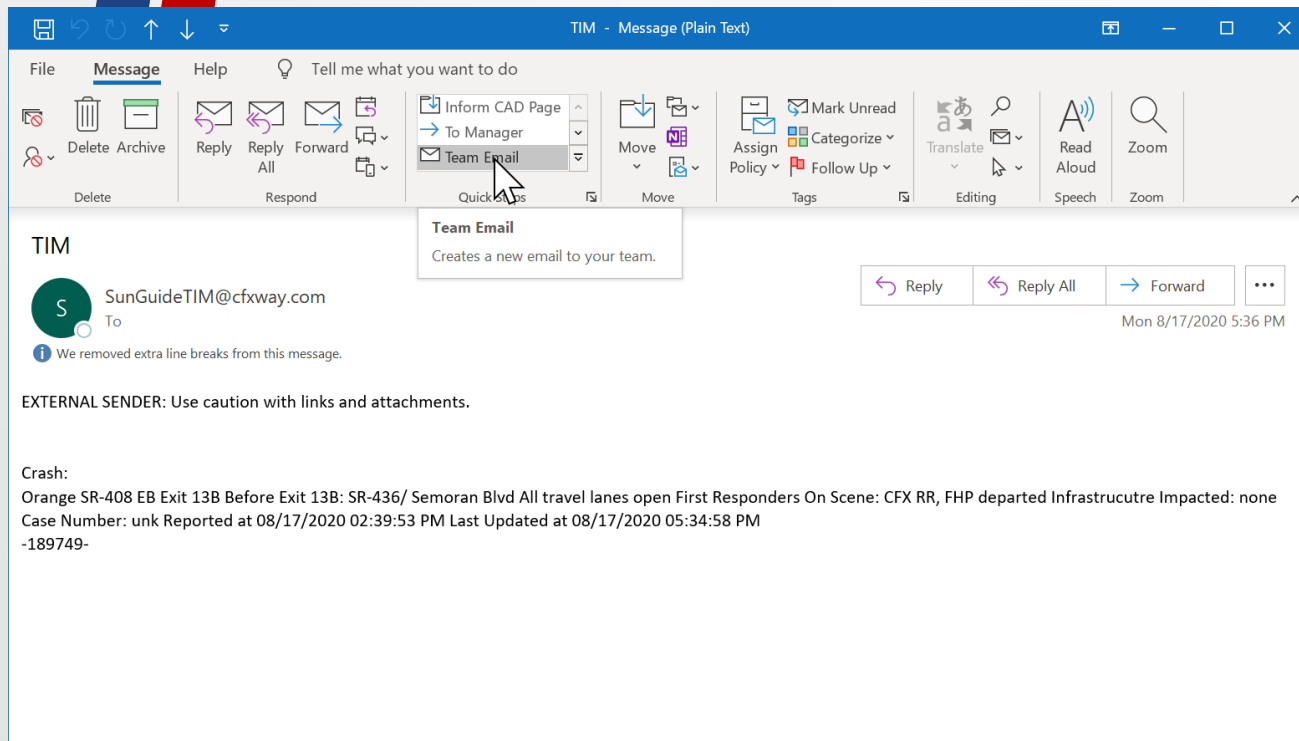 TIM - Message (Plain Text)
File Message Help Tell me what you want to do
Delete Archive
Reply Reply All Forward
Inform CAD Page
To Manager
Team Email
Move
Assign Policy
Mark Unread
Categorize
Follow Up
Translate
Read Aloud
Zoom
Delete Respond Quick Steps Move Tags Editing Speech Zoom
Team Email
Creates a new email to your team.
TIM
S
SunGuideTIM@cfxway.com
To
Reply Reply All Forward
Mon 8/17/2020 5:36 PM
We removed extra line breaks from this message.
EXTERNAL SENDER: Use caution with links and attachments.
Crash:
Orange SR-408 EB Exit 13B Before Exit 13B: SR-436/ Semoran Blvd All travel lanes open First Responders On Scene: CFX RR, FHP departed Infrastrucutre Impacted: none
Case Number: unk Reported at 08/17/2020 02:39:53 PM Last Updated at 08/17/2020 05:34:58 PM
-189749-